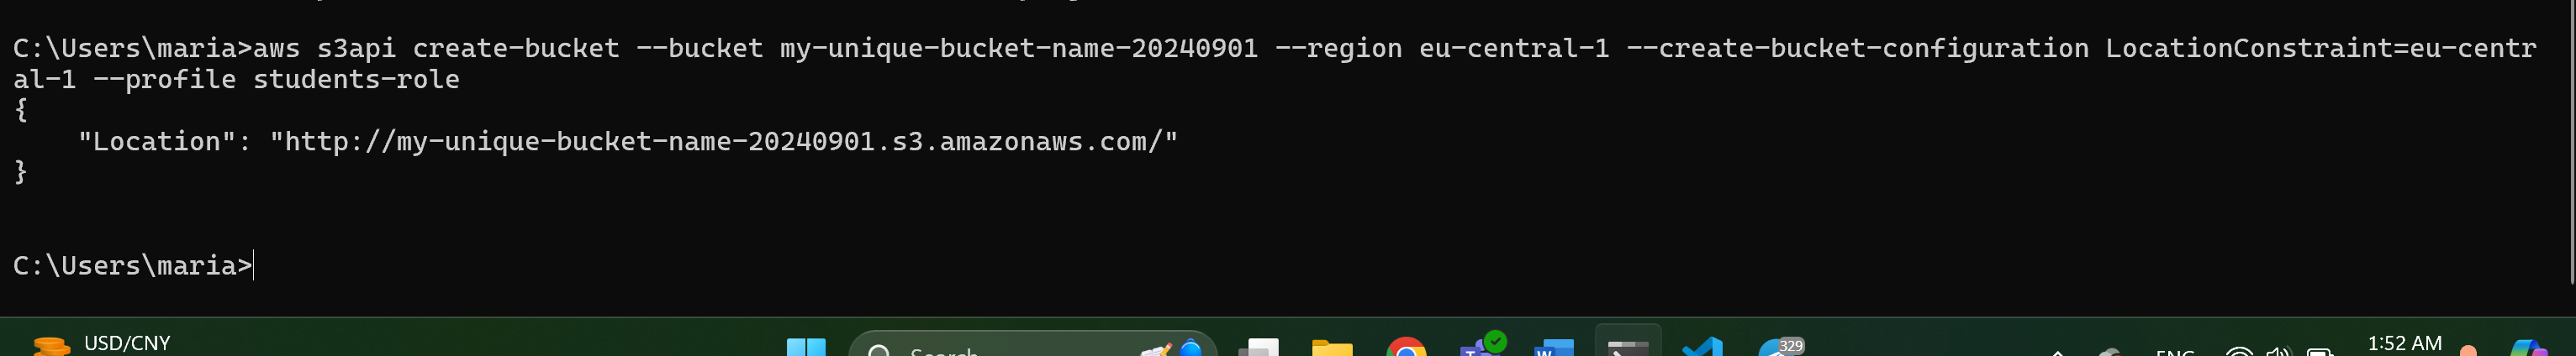 C:\Users\maria>aws s3api create-bucket --bucket my-unique-bucket-name-20240901 --region eu-central-1 --create-bucket-configuration LocationConstraint=eu-centr
al-1 --profile students-role
{
    "Location": "http://my-unique-bucket-name-20240901.s3.amazonaws.com/"
}
C:\Users\maria>
USD/CNY
Search
329
ENG
1:52 AM